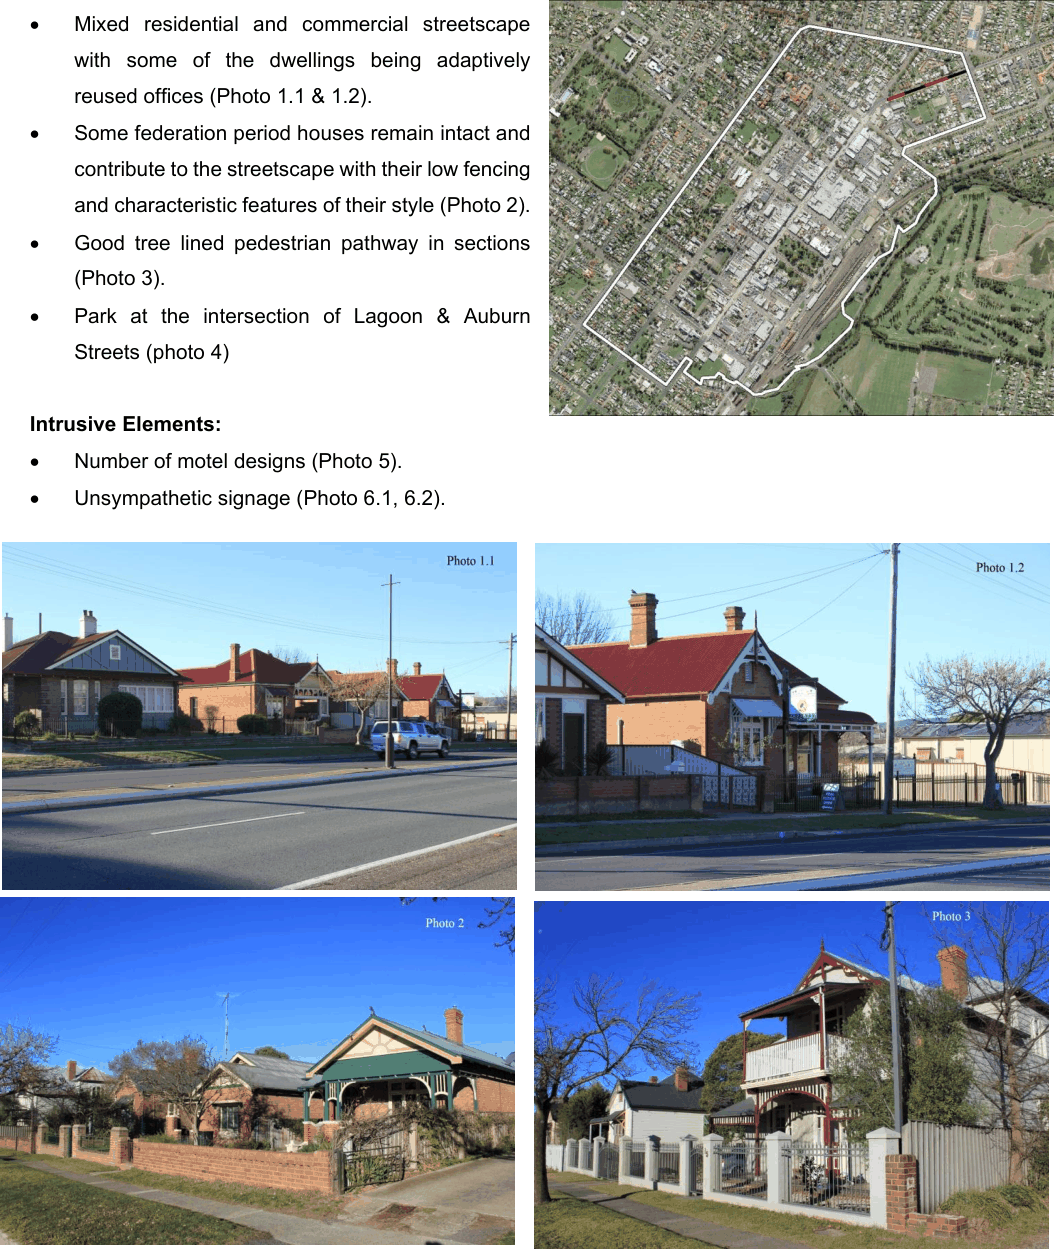 • Mixed residential and commercial streetscape
with some of the dwellings being adaptively
reused offices (Photo 1.1 & 1.2).
• Some federation period houses remain intact and
contribute to the streetscape with their low fencing
and characteristic features of their style (Photo 2).
• Good tree lined pedestrian pathway in sections
(Photo 3).
• Park at the intersection of Lagoon & Auburn
Streets (photo 4)
Intrusive Elements:
• Number of motel designs (Photo 5).
• Unsympathetic signage (Photo 6.1, 6.2).
Photo 1.1
Photo 1.2
Photo 2
Photo 3